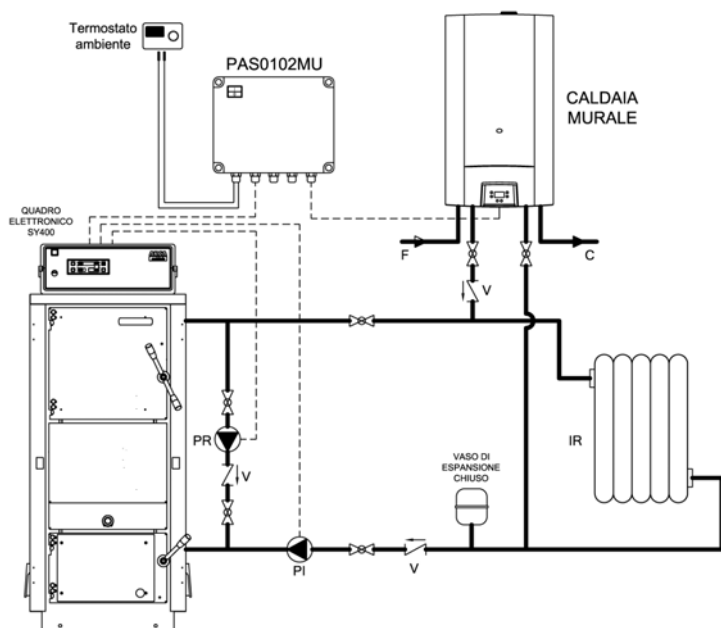 Termostato
ambiente
PAS0102MU
CALDAIA
MURALE
QUADRO
ELETTRONICO
SY400
F
C
V
PR
V
IR
VASO DI
ESPANSIONE
CHIUSO
PI
V